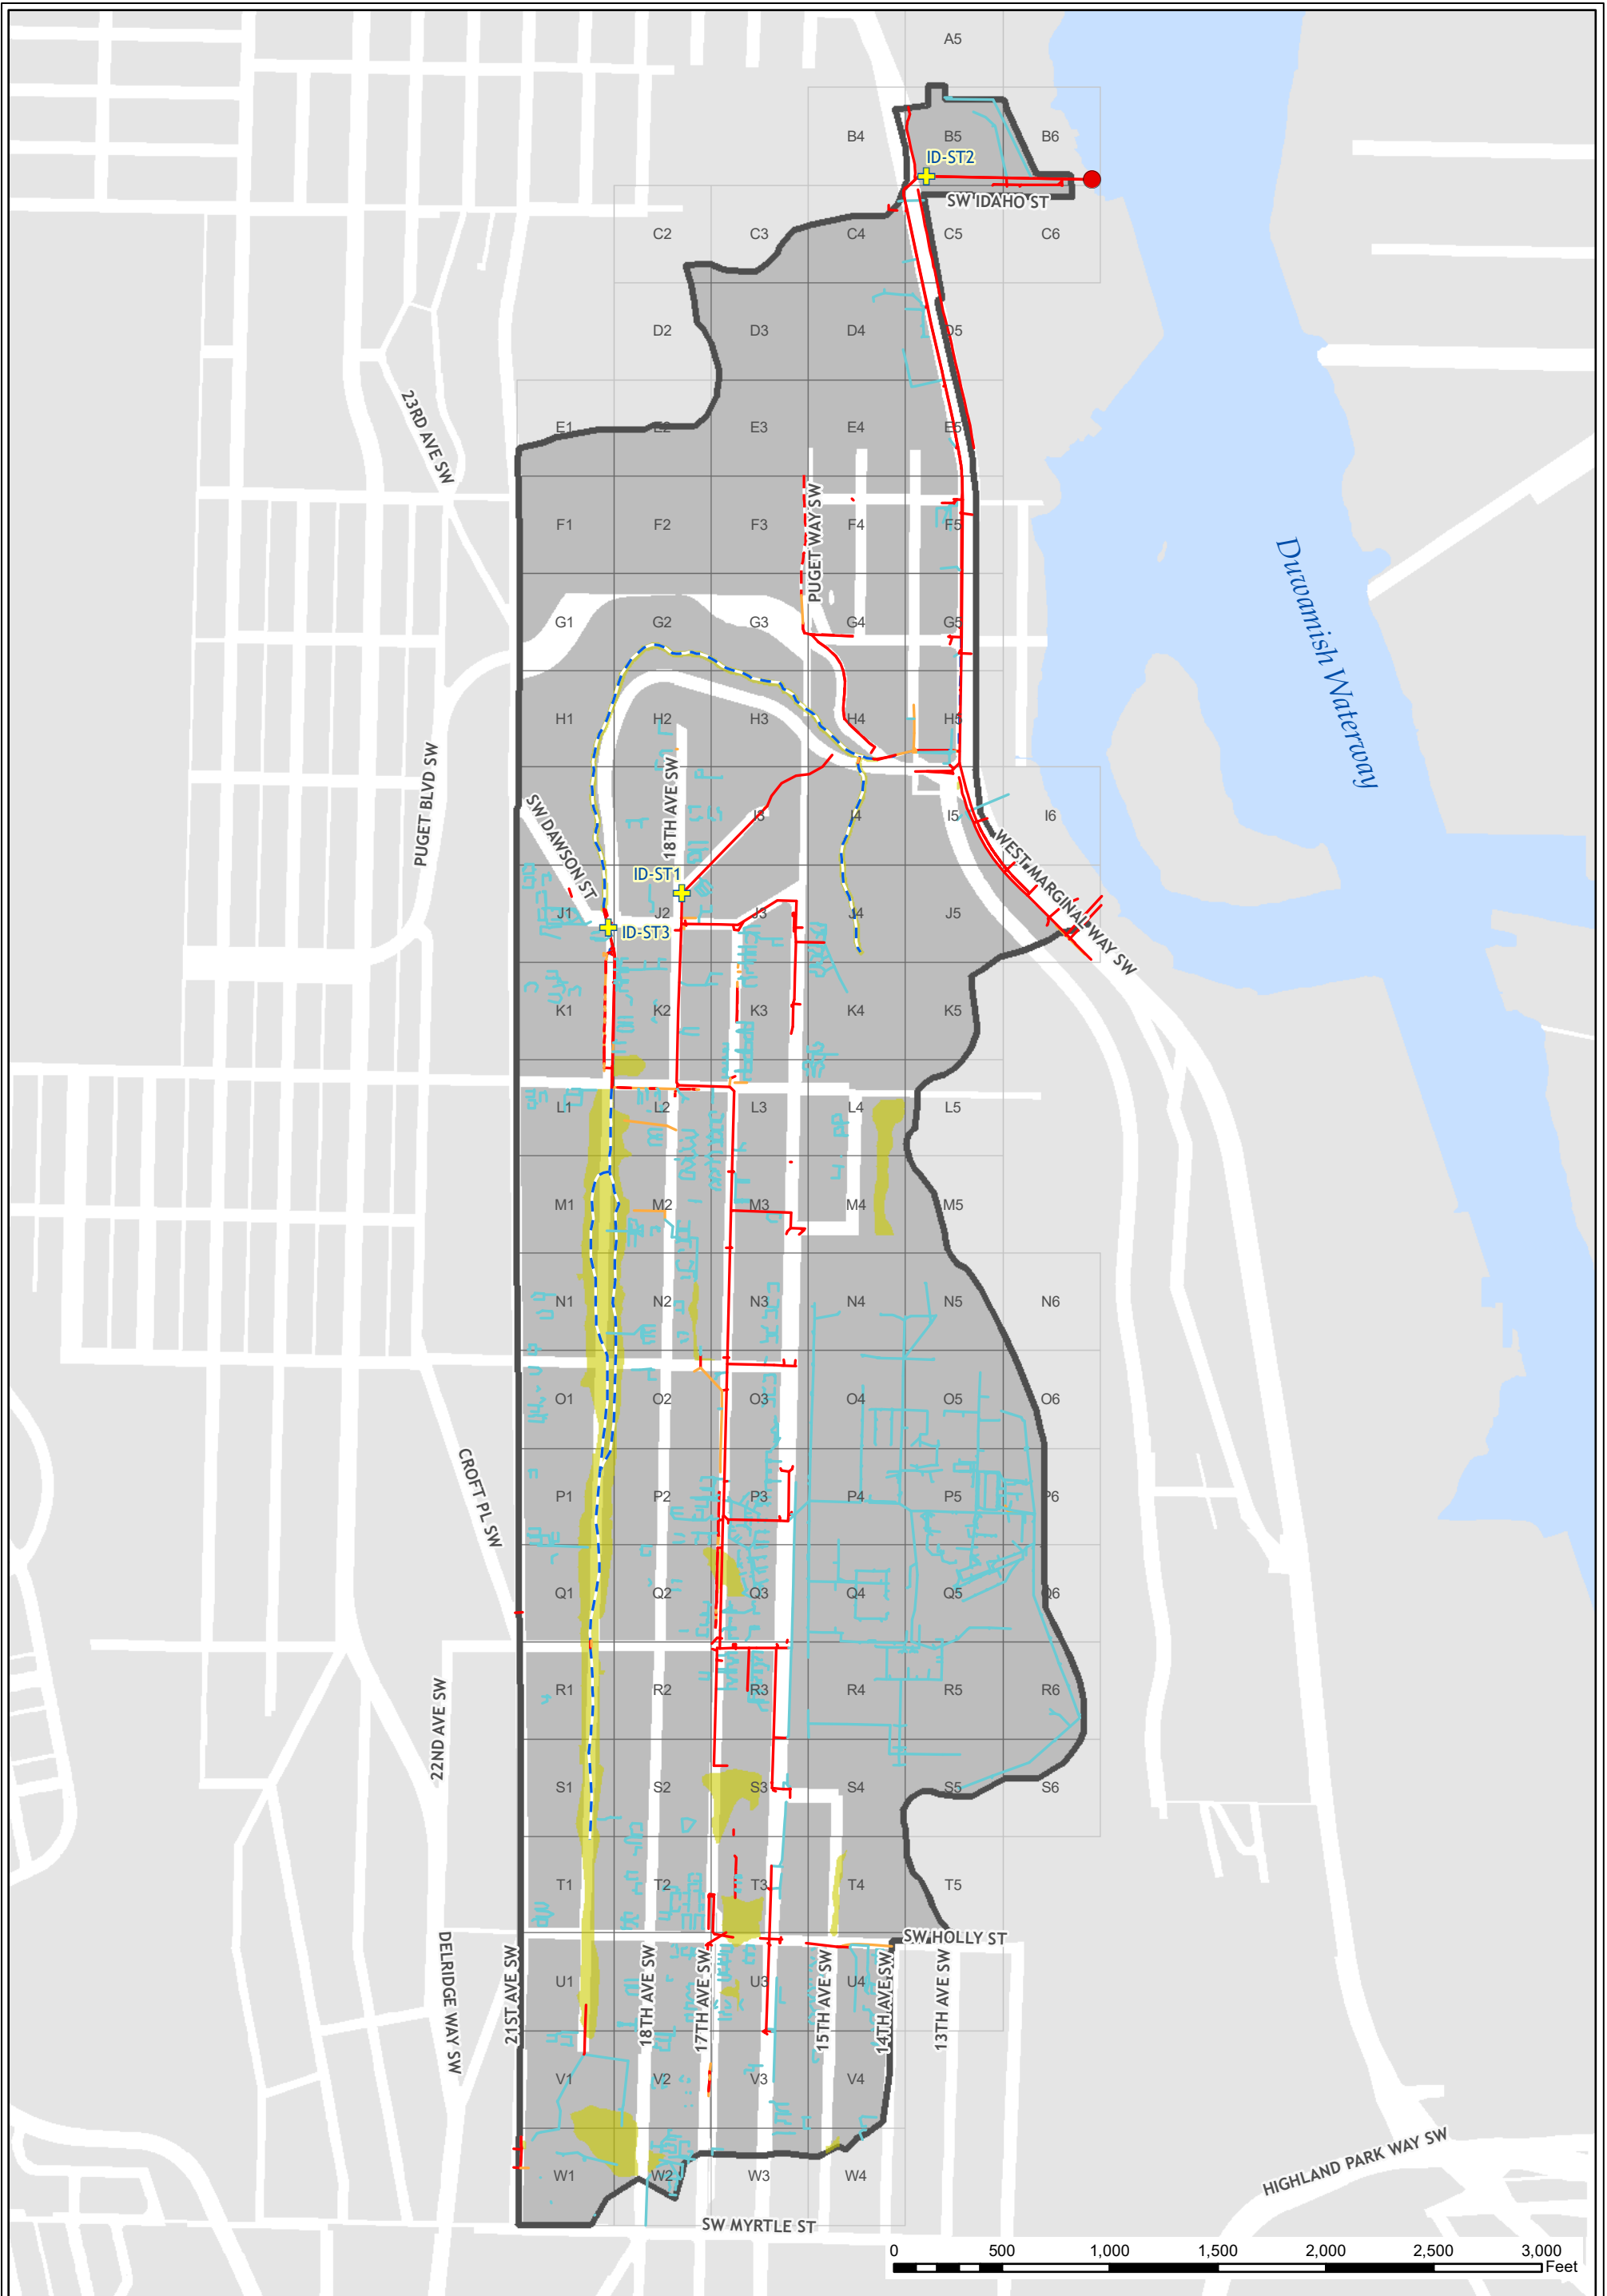 A5
B4
B5
B6
ID-ST2
SW IDAHO ST
C2
C3
C4
C5
C6
D2
D3
D4
D5
23RD AVE SW
E1
E2
E3
E4
E5
PUGET WAY SW
F1
F2
F3
F4
F5
Duwamish Waterway
G1
G2
G3
G4
G5
H1
H2
H3
H4
H5
PUGET BLVD SW
18TH AVE SW
SW DAWSON ST
I3
I4
I5
I6
WEST MARGINAL WAY SW
ID-ST1
J1
J2
J3
J4
J5
ID-ST3
K1
K2
K3
K4
K5
L1
L2
L3
L4
L5
M1
M2
M3
M4
M5
N1
N2
N3
N4
N5
N6
O1
O2
O3
O4
O5
O6
CROFT PL SW
P1
P2
P3
P4
P5
P6
Q1
Q2
Q3
Q4
Q5
Q6
R1
R2
R3
R4
R5
R6
22ND AVE SW
S1
S2
S3
S4
S5
S6
T1
T2
T3
T4
T5
SW HOLLY ST
DELRIDGE WAY SW
21ST AVE SW
18TH AVE SW
17TH AVE SW
15TH AVE SW
14TH AVE SW
13TH AVE SW
U1
U3
U4
V1
V2
V3
V4
W1
W2
W3
W4
HIGHLAND PARK WAY SW
SW MYRTLE ST
0 500 1,000 1,500 2,000 2,500 3,000
Feet